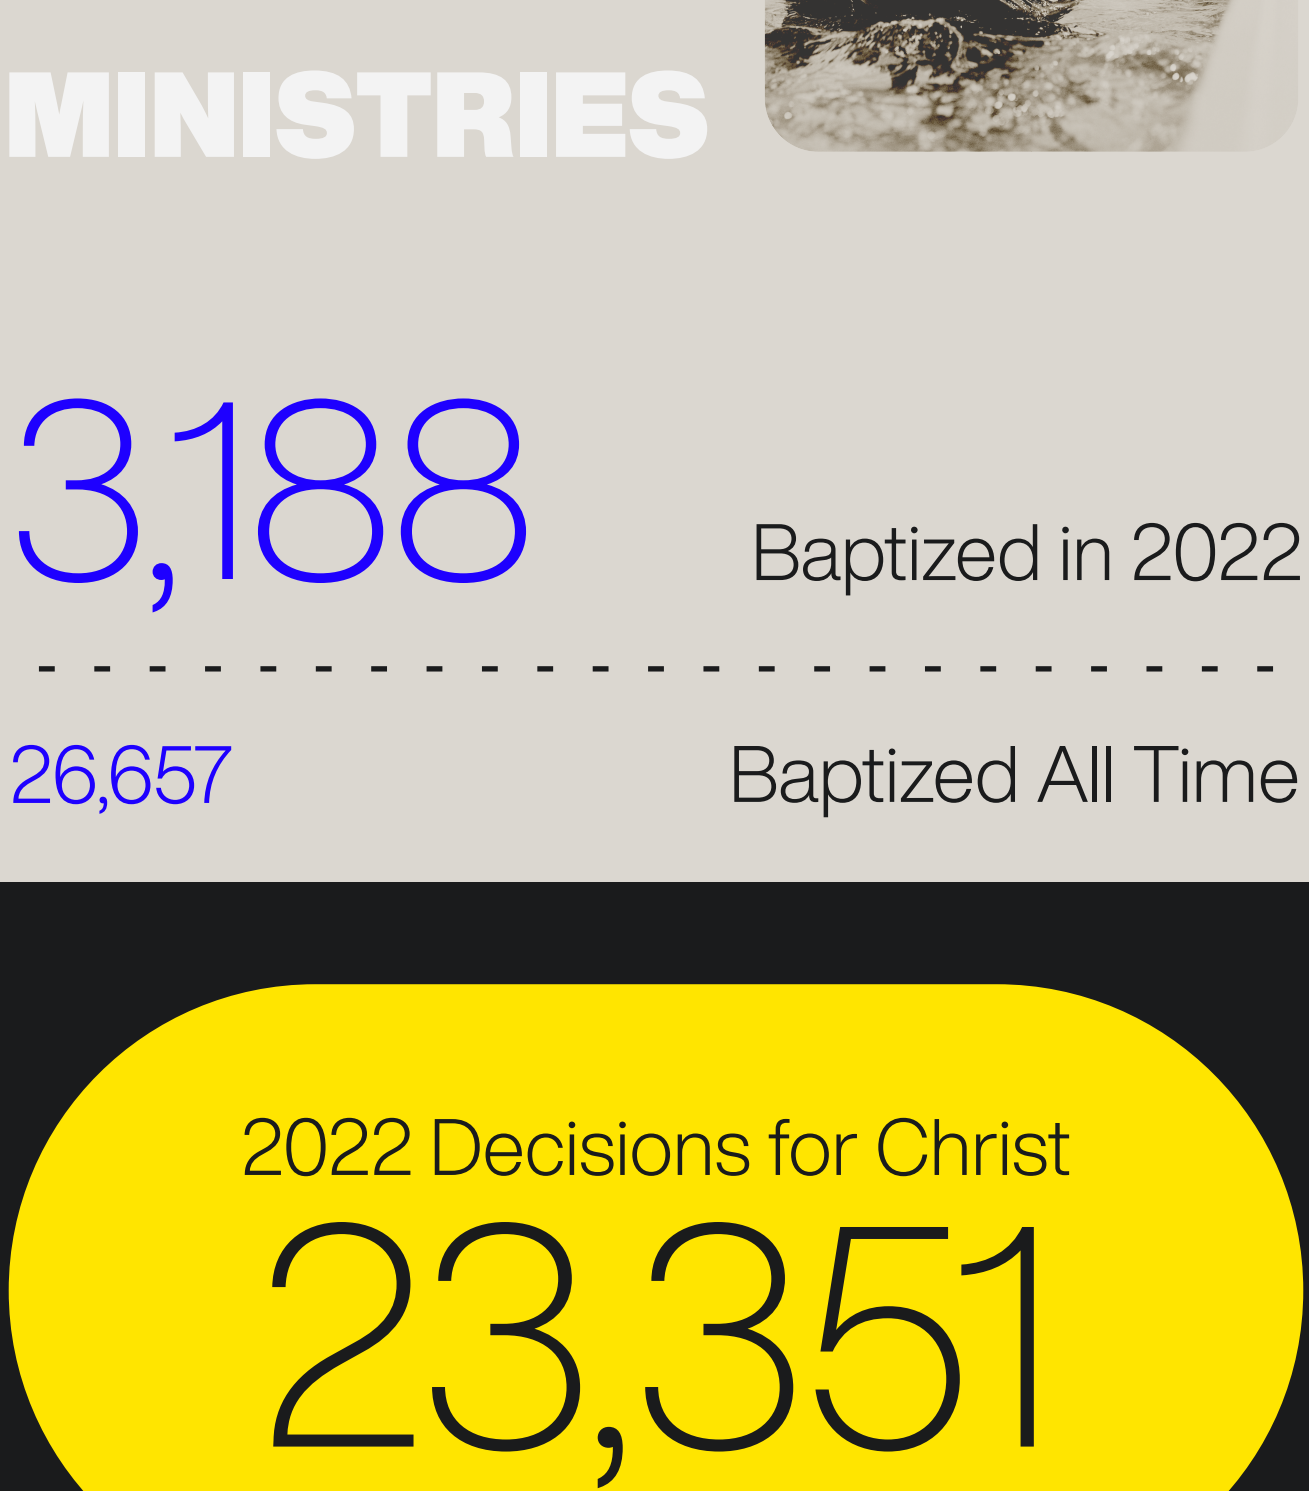 MINISTRIES
3,188
Baptized in 2022
26,657
Baptized All Time
2022 Decisions for Christ
23,351